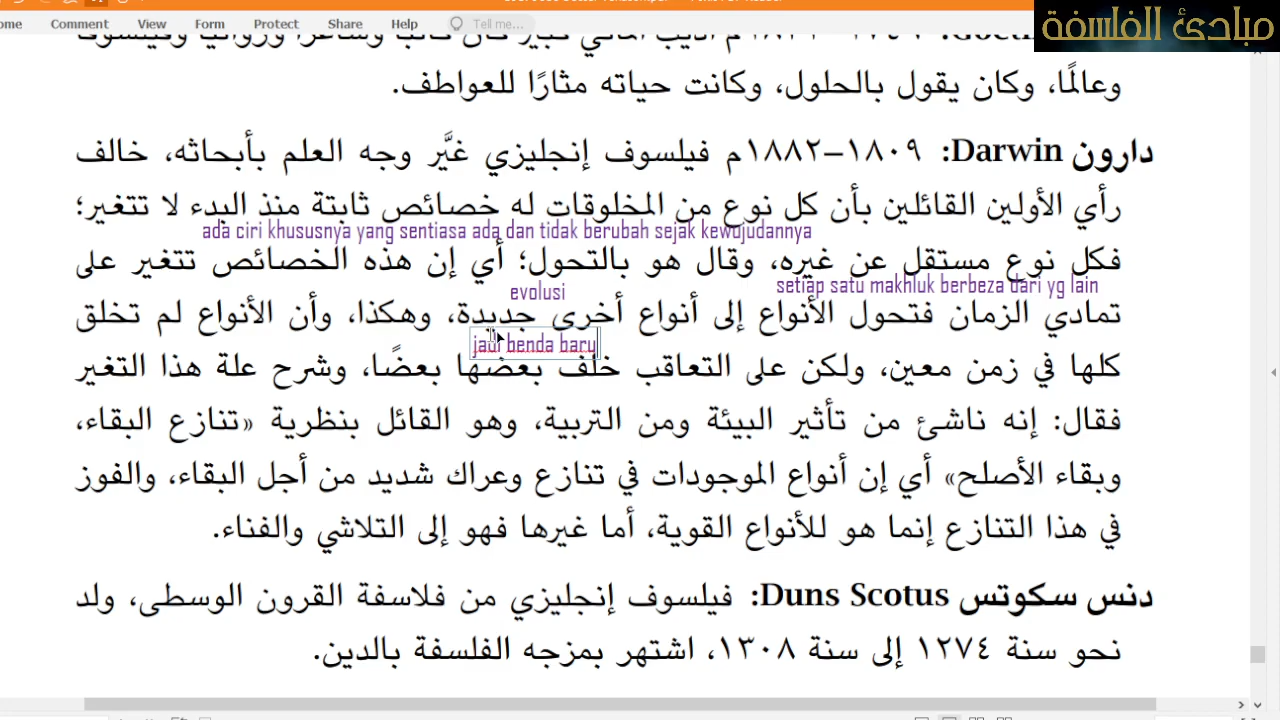 ome Comment View Form Protect Share Help Tell me...
مبادئ الفلسفة
وعالمًا، وكان يقول بالحلول، وكانت حياته مثارًا للعواطف.
دارون Darwin: ١٨٠٩–١٨٨٢م فيلسوف إنجليزي غيَّر وجه العلم بأبحاثه، خالف
رأي الأولين القائلين بأن كل نوع من المخلوقات له خصائص ثابتة منذ البدء لا تتغير؛
ada ciri khususnya yang sentiasa ada dan tidak berubah sejak kewujudannya
فكل نوع مستقل عن غيره، وقال هو بالتحول؛ أي إن هذه الخصائص تتغير على
setiap satu makhluk berbeza dari yg lain
evolusi
تمادي الزمان فتحول الأنواع إلى أنواع أخرى جديدة، وهكذا، وأن الأنواع لم تخلق
jadi benda baru
كلها في زمن معين، ولكن على التعاقب خلف بعضها بعضًا، وشرح علة هذا التغير
فقال: إنه ناشئ من تأثير البيئة ومن التربية، وهو القائل بنظرية «تنازع البقاء،
وبقاء الأصلح» أي إن أنواع الموجودات في تنازع وعراك شديد من أجل البقاء، والفوز
في هذا التنازع إنما هو للأنواع القوية، أما غيرها فهو إلى التلاشي والفناء.
دنس سكوتس Duns Scotus: فيلسوف إنجليزي من فلاسفة القرون الوسطى، ولد
نحو سنة ١٢٧٤ إلى سنة ١٣٠٨، اشتهر بمزجه الفلسفة بالدين.